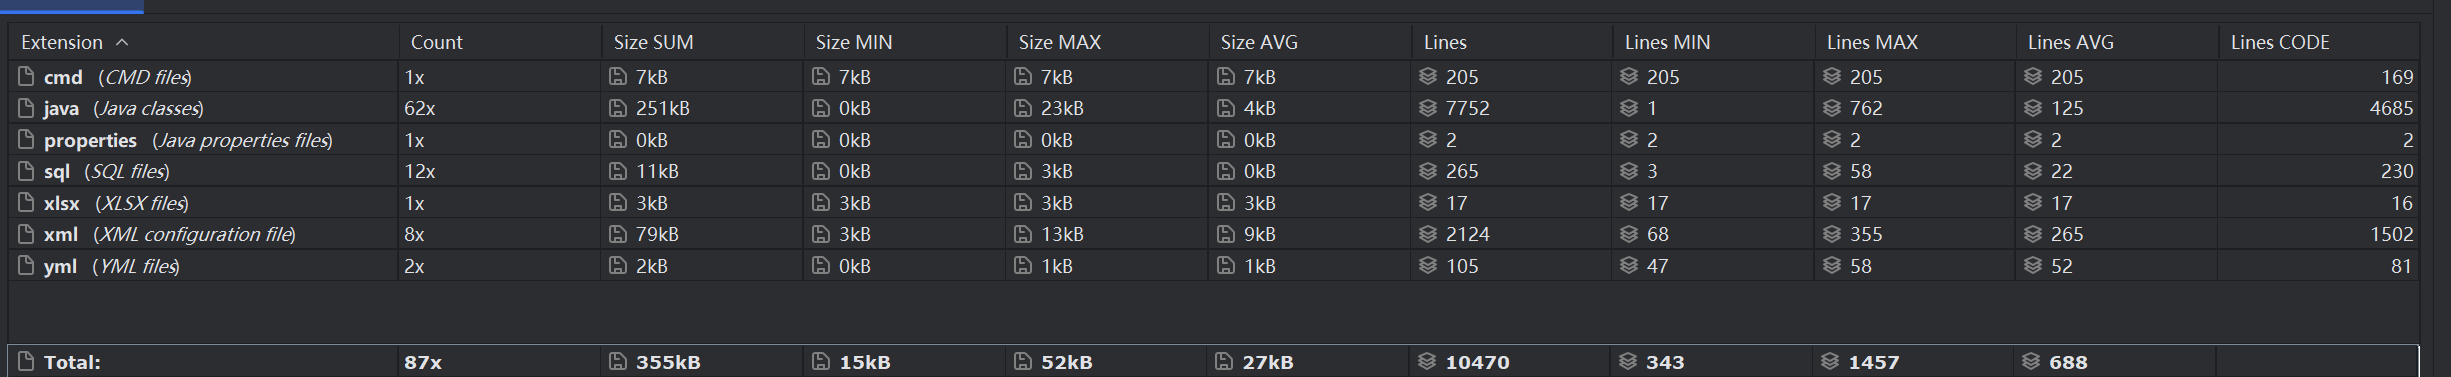 Extension Count Size SUM Size MIN Size MAX Size AVG Lines Lines MIN Lines MAX Lines AVG Lines CODE
cmd (CMD files) 1x 7kB 7kB 7kB 7kB 205 205 205 205 169
java (Java classes) 62x 251kB 0kB 23kB 4kB 7752 1 762 125 4685
properties (Java properties files) 1x 0kB 0kB 0kB 0kB 2 2 2 2 2
sql (SQL files) 12x 11kB 0kB 3kB 0kB 265 3 58 22 230
xlsx (XLSX files) 1x 3kB 3kB 3kB 3kB 17 17 17 17 16
xml (XML configuration file) 8x 79kB 3kB 13kB 9kB 2124 68 355 265 1502
yml (YML files) 2x 2kB 0kB 1kB 1kB 105 47 58 52 81
Total: 87x 355kB 15kB 52kB 27kB 10470 343 1457 688